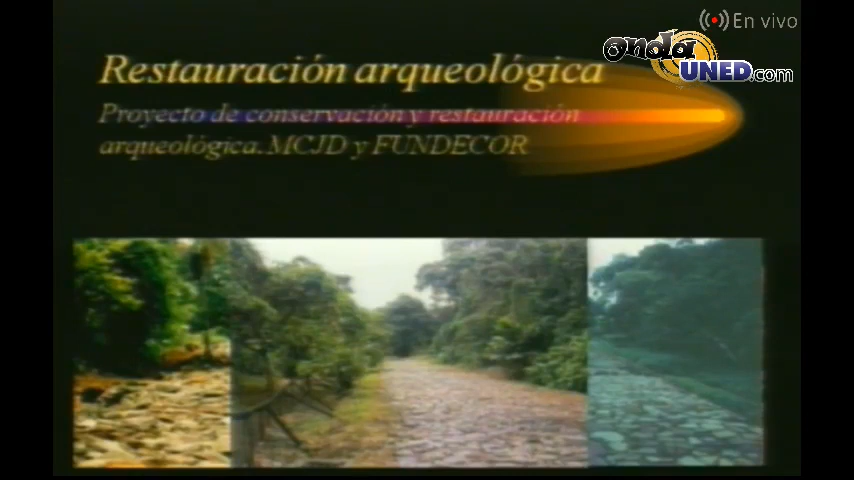 En vivo
onda
UNED.com
Restauración arqueológica
Proyecto de conservación y restauración
arqueológica. MCJD y FUNDECOR